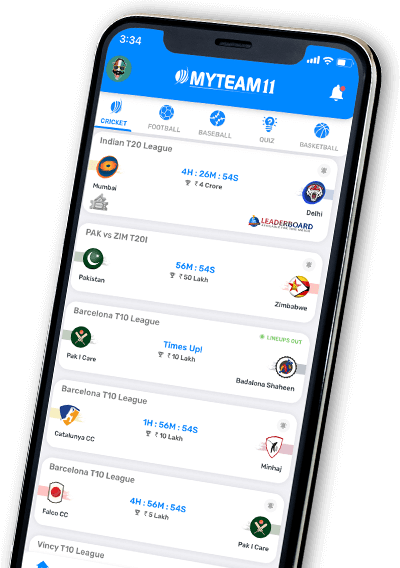 3:34
MYTEAM11
CRICKET
FOOTBALL
BASEBALL
QUIZ
BASKETBALL
Indian T20 League
4H : 26M : 54S
₹ 4 Crore
Mumbai
Delhi
LEADERBOARD
PAK vs ZIM T20I
56M : 54S
₹ 50 Lakh
Pakistan
Zimbabwe
Barcelona T10 League
LINEUPS OUT
Times Up!
₹ 10 Lakh
Pak I Care
Badalona Shaheen
Barcelona T10 League
1H : 56M : 54S
₹ 10 Lakh
Catalunya CC
Minhaj
Barcelona T10 League
4H : 56M : 54S
₹ 5 Lakh
Falco CC
Pak I Care
Vincy T10 League